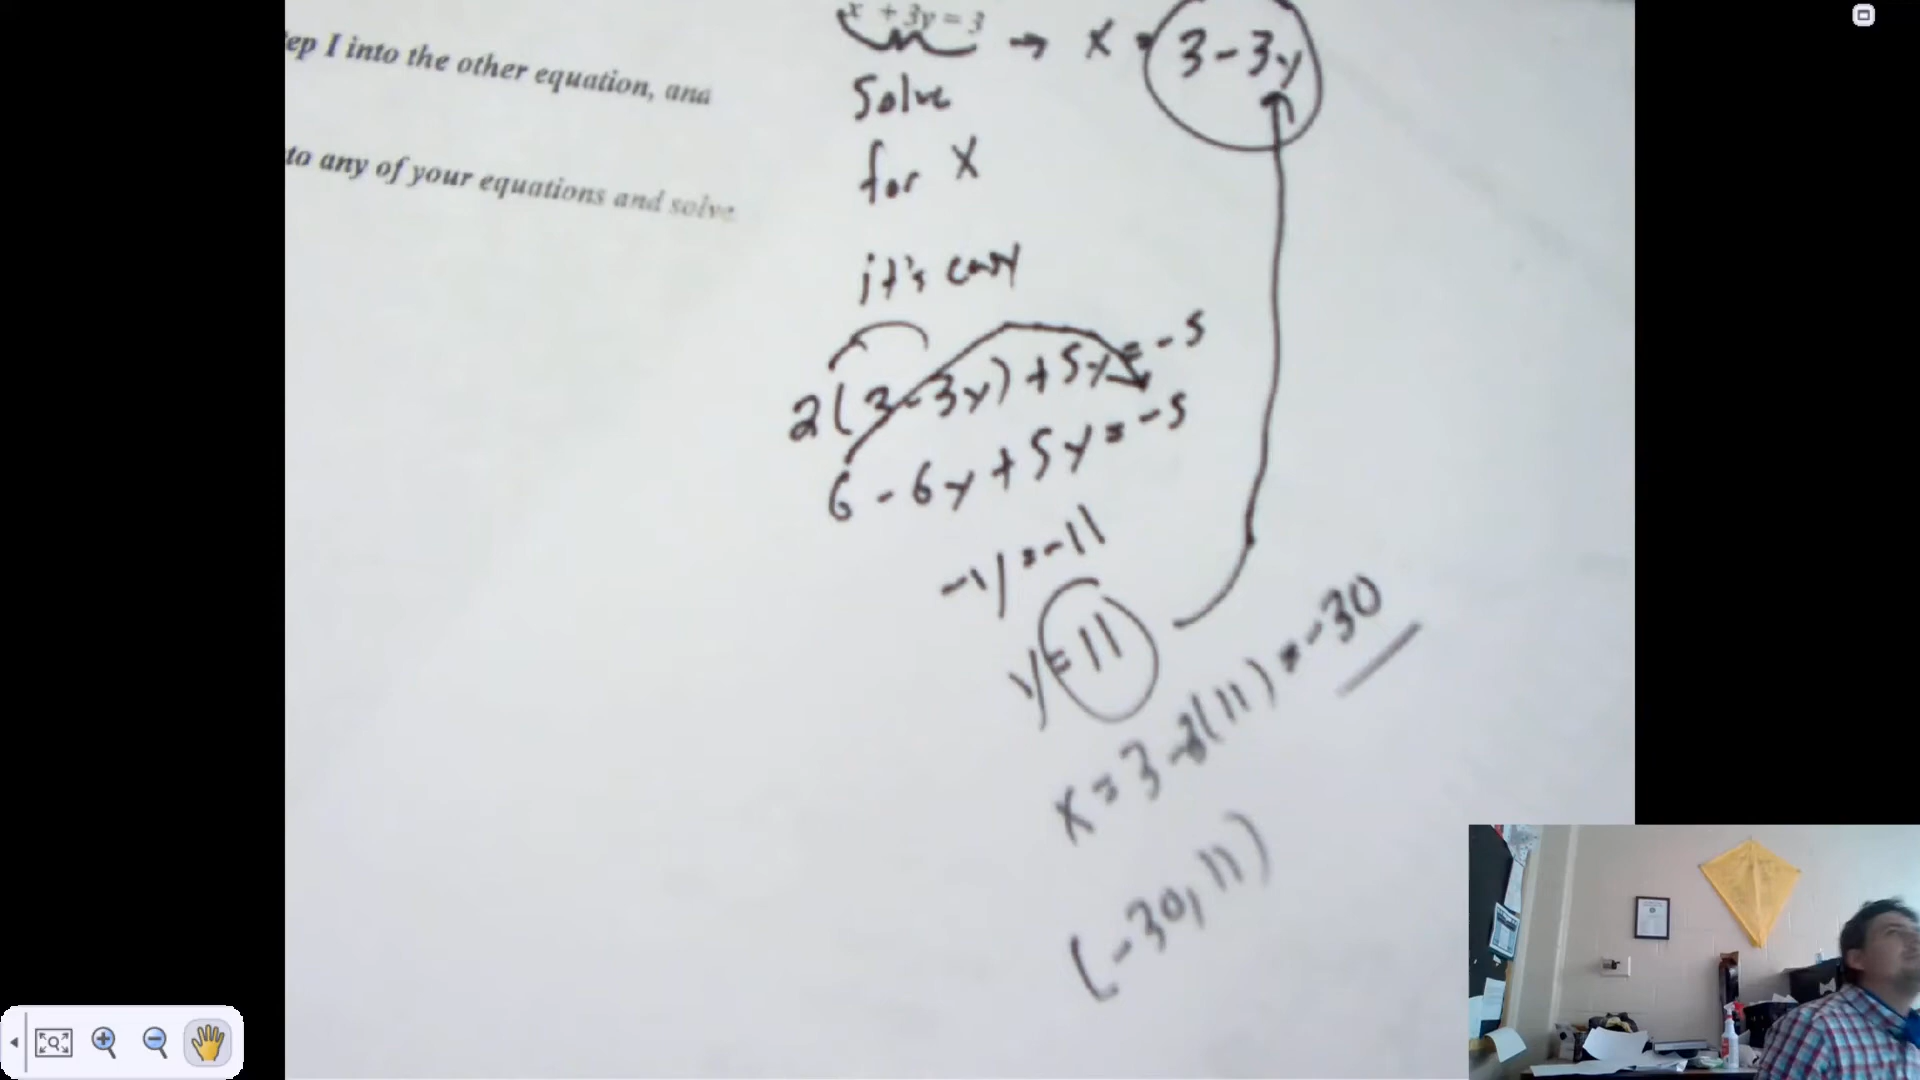 ep I into the other equation, and
to any of your equations and solve
x + 3y = 3 → x = 3 - 3y
Solve
for x
it's easy
2(3-3y) + 5y = -5
6 - 6y + 5y = -5
-y = -11
y = 11
x = 3 - 3(11) = -30
(-30, 11)